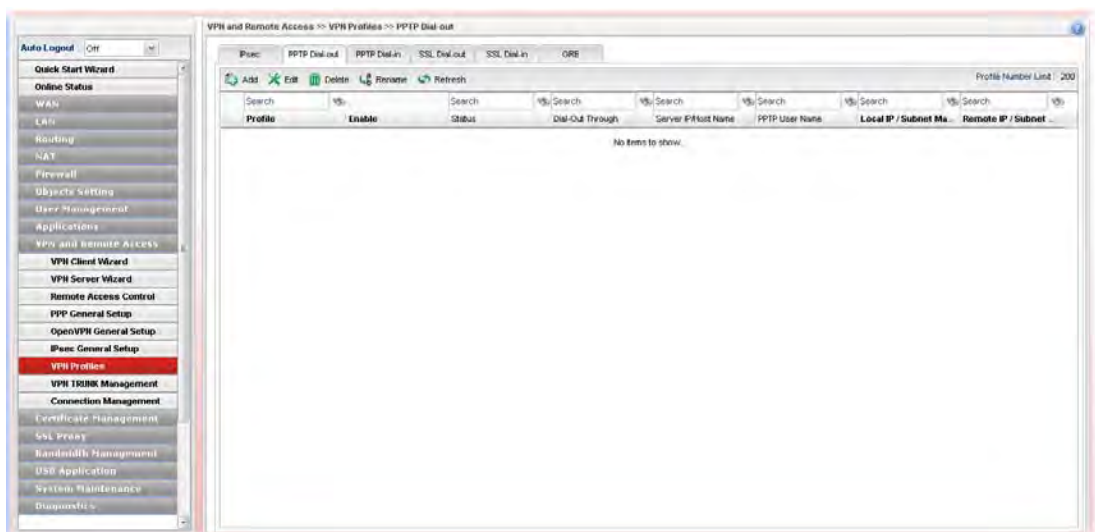 VPN and Remote Access >> VPN Profiles >> PPTP Dial-out
Auto Logout Off
Quick Start Wizard
Online Status
WAN
LAN
Routing
NAT
Firewall
Objects Setting
User Management
Applications
VPN and Remote Access
VPN Client Wizard
VPN Server Wizard
Remote Access Control
PPP General Setup
OpenVPN General Setup
IPsec General Setup
VPN Profiles
VPN TRUNK Management
Connection Management
Certificate Management
SSL Proxy
Bandwidth Management
USB Application
System Maintenance
Diagnostics
IPsec PPTP Dial-out PPTP Dial-in SSL Dial-out SSL Dial-in GRE
Add Edit Delete Rename Refresh Profile Number Limit : 200
Search Search Search Search Search Search Search
Profile Enable Status Dial-Out Through Server IP/Host Name PPTP User Name Local IP / Subnet Ma... Remote IP / Subnet ...
No items to show.